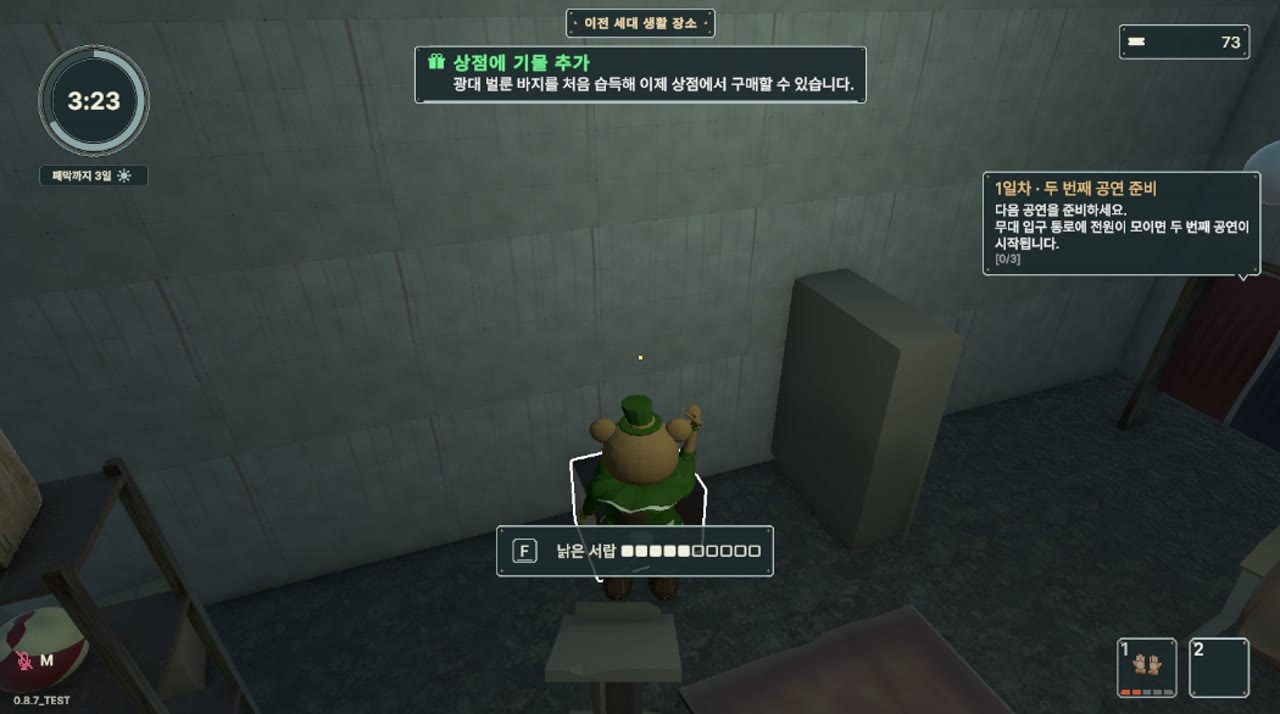 이전 세대 생활 장소
상점에 기물 추가
광대 벌룬 바지를 처음 습득해 이제 상점에서 구매할 수 있습니다.
73
3:23
폐막까지 3일
1일차 · 두 번째 공연 준비
다음 공연을 준비하세요.
무대 입구 통로에 전원이 모이면 두 번째 공연이
시작됩니다.
[0/3]
F 낡은 서랍
M
1
2
0.8.7_TEST